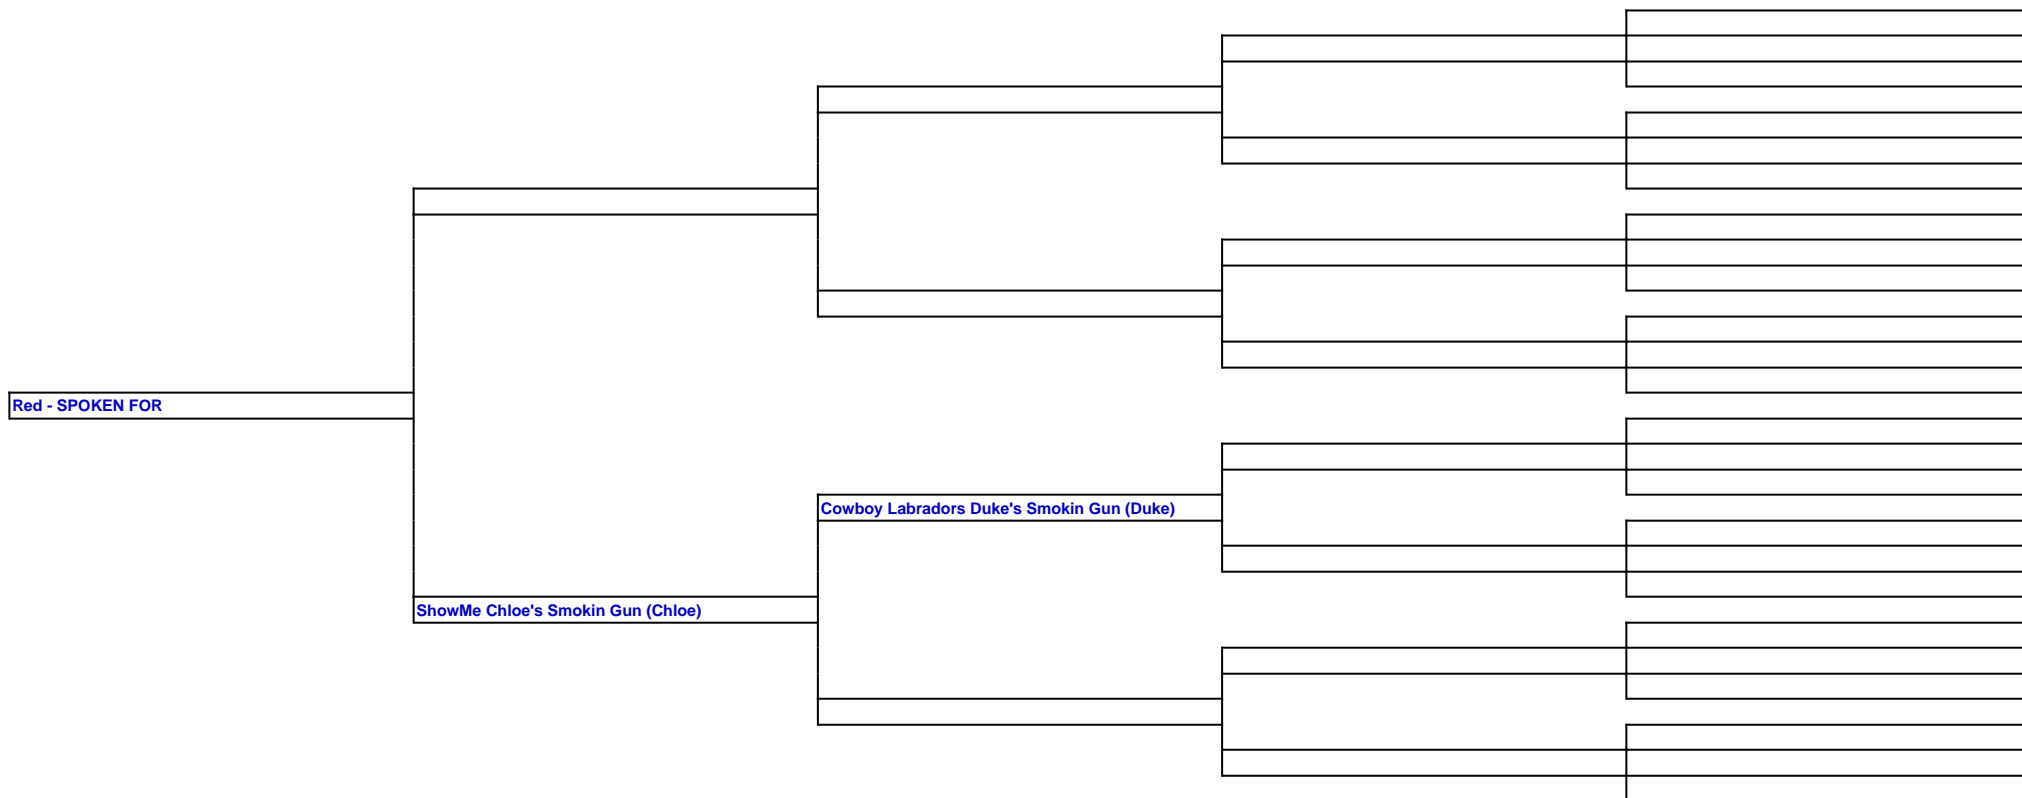 Red - SPOKEN FOR
Cowboy Labradors Duke's Smokin Gun (Duke)
ShowMe Chloe's Smokin Gun (Chloe)